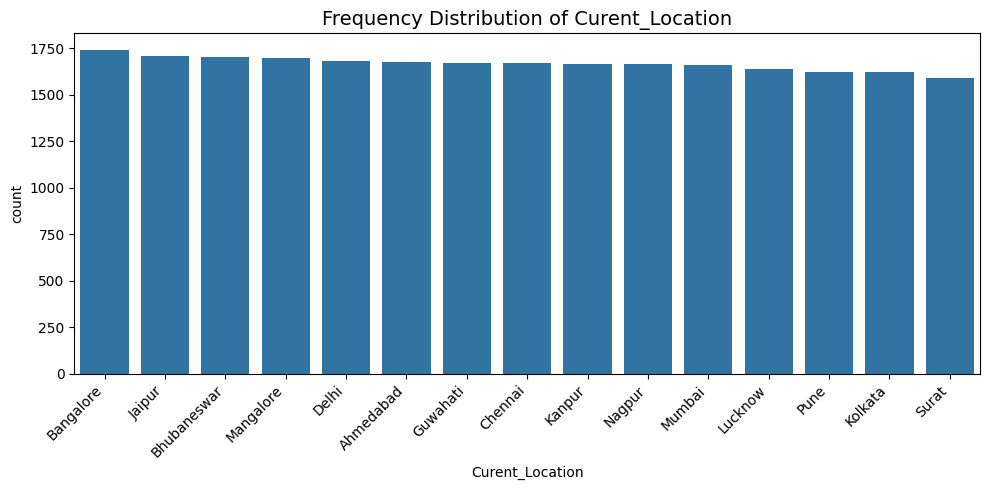 Frequency Distribution of Curent_Location
count
1750
1500
1250
1000
750
500
250
0
Bangalore
Jaipur
Bhubaneswar
Mangalore
Delhi
Ahmedabad
Guwahati
Chennai
Kanpur
Nagpur
Mumbai
Lucknow
Pune
Kolkata
Surat
Curent_Location